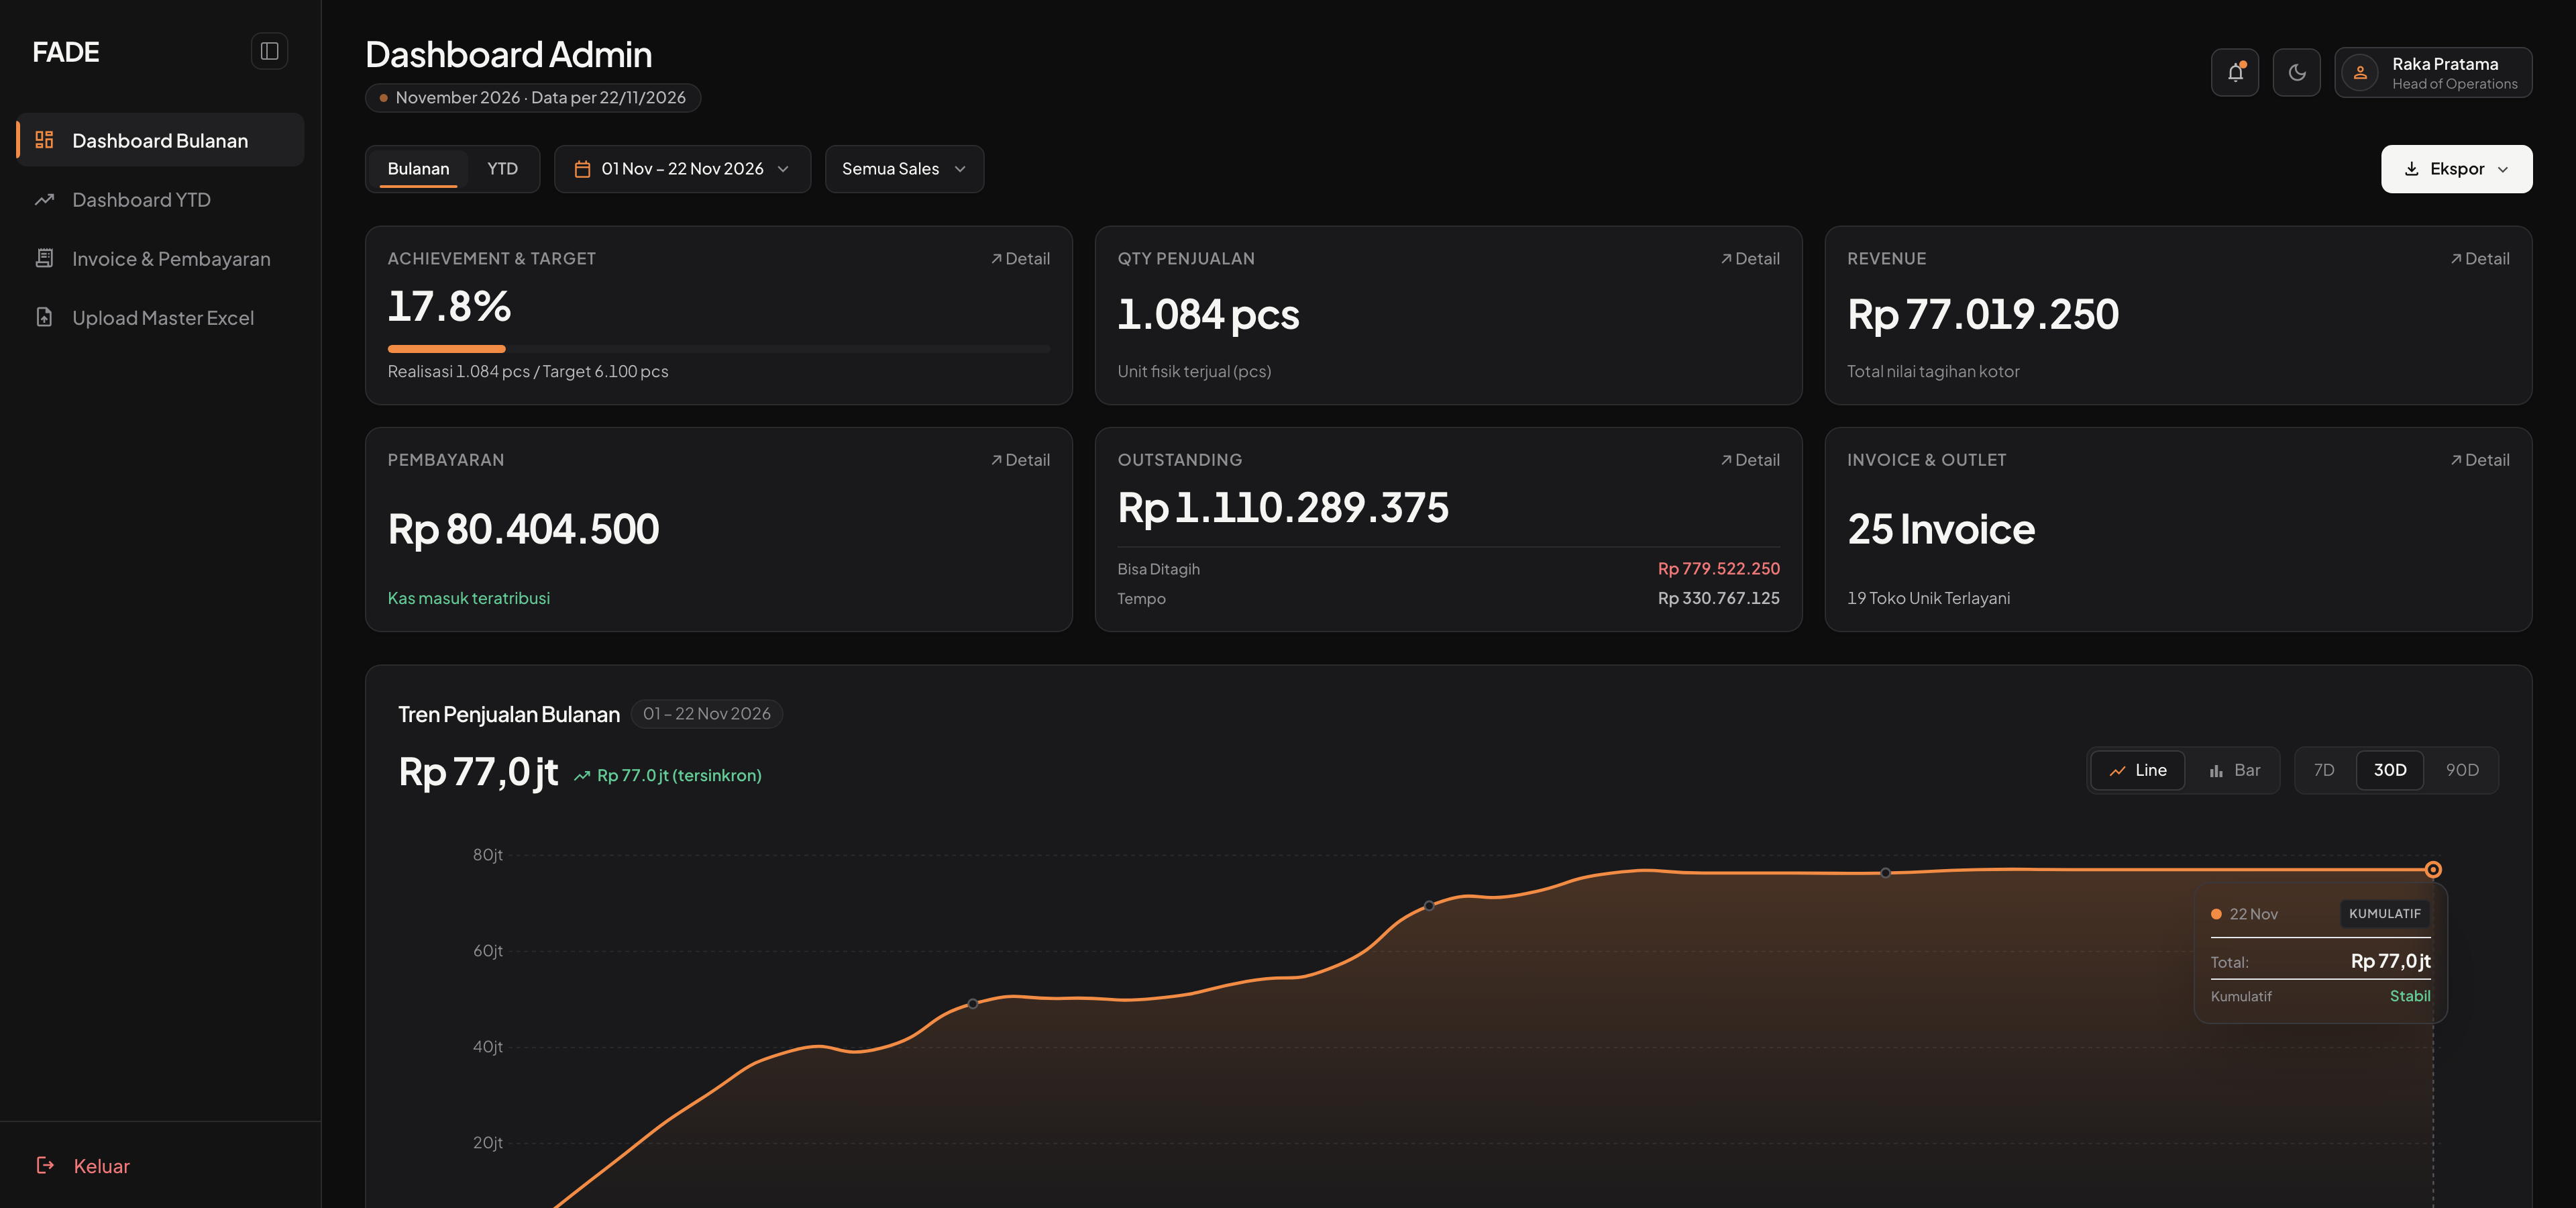 FADE
Dashboard Bulanan
Dashboard YTD
Invoice & Pembayaran
Upload Master Excel
Keluar
Dashboard Admin
November 2026 · Data per 22/11/2026
Raka Pratama
Head of Operations
Bulanan
YTD
01 Nov – 22 Nov 2026
Semua Sales
Ekspor
ACHIEVEMENT & TARGET
Detail
17.8%
Realisasi 1.084 pcs / Target 6.100 pcs
QTY PENJUALAN
Detail
1.084 pcs
Unit fisik terjual (pcs)
REVENUE
Detail
Rp 77.019.250
Total nilai tagihan kotor
PEMBAYARAN
Detail
Rp 80.404.500
Kas masuk teratribusi
OUTSTANDING
Detail
Rp 1.110.289.375
Bisa Ditagih Rp 779.522.250
Tempo Rp 330.767.125
INVOICE & OUTLET
Detail
25 Invoice
19 Toko Unik Terlayani
Tren Penjualan Bulanan
01 – 22 Nov 2026
Rp 77,0 jt
Rp 77.0 jt (tersinkron)
Line
Bar
7D
30D
90D
80jt
60jt
40jt
20jt
22 Nov
KUMULATIF
Total: Rp 77,0 jt
Kumulatif Stabil